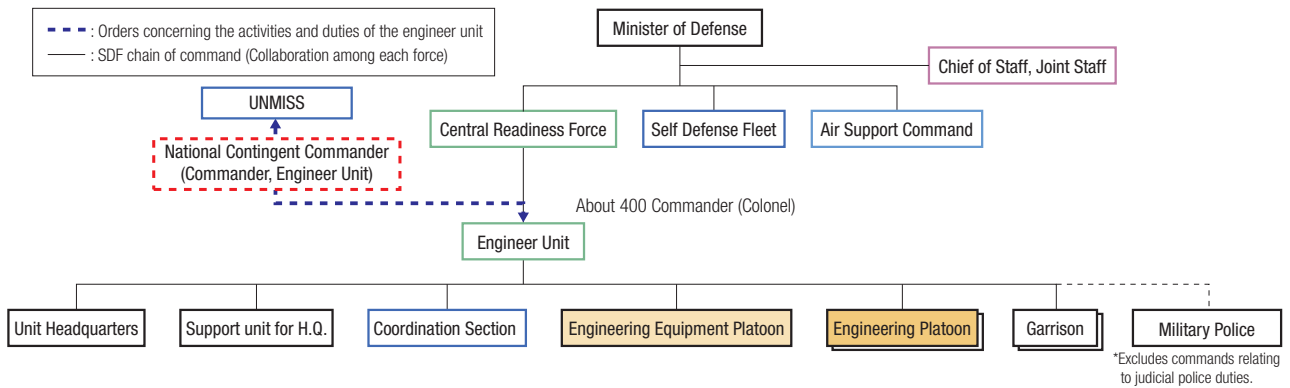 : Orders concerning the activities and duties of the engineer unit
: SDF chain of command (Collaboration among each force)
Minister of Defense
Chief of Staff, Joint Staff
UNMISS
Central Readiness Force
Self Defense Fleet
Air Support Command
National Contingent Commander
(Commander, Engineer Unit)
About 400 Commander (Colonel)
Engineer Unit
Unit Headquarters
Support unit for H.Q.
Coordination Section
Engineering Equipment Platoon
Engineering Platoon
Garrison
Military Police
*Excludes commands relating
to judicial police duties.